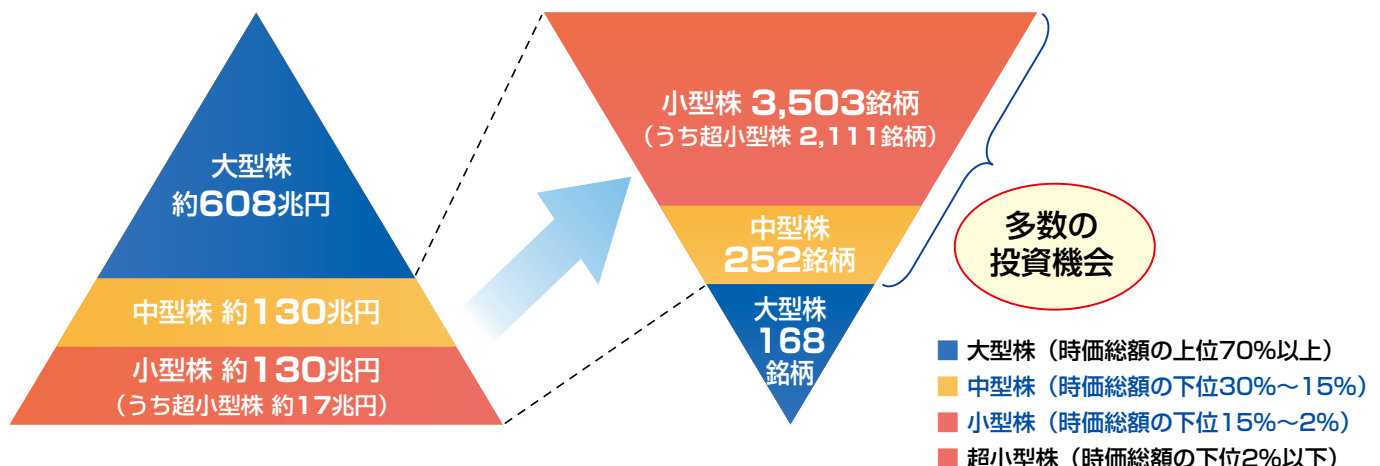 大型株
約608兆円
中型株 約130兆円
小型株 約130兆円
（うち超小型株 約17兆円）
小型株 3,503銘柄
（うち超小型株 2,111銘柄）
中型株
252銘柄
大型株
168
銘柄
多数の
投資機会
大型株（時価総額の上位70%以上）
中型株（時価総額の下位30%～15%）
小型株（時価総額の下位15%～2%）
超小型株（時価総額の下位2%以下）